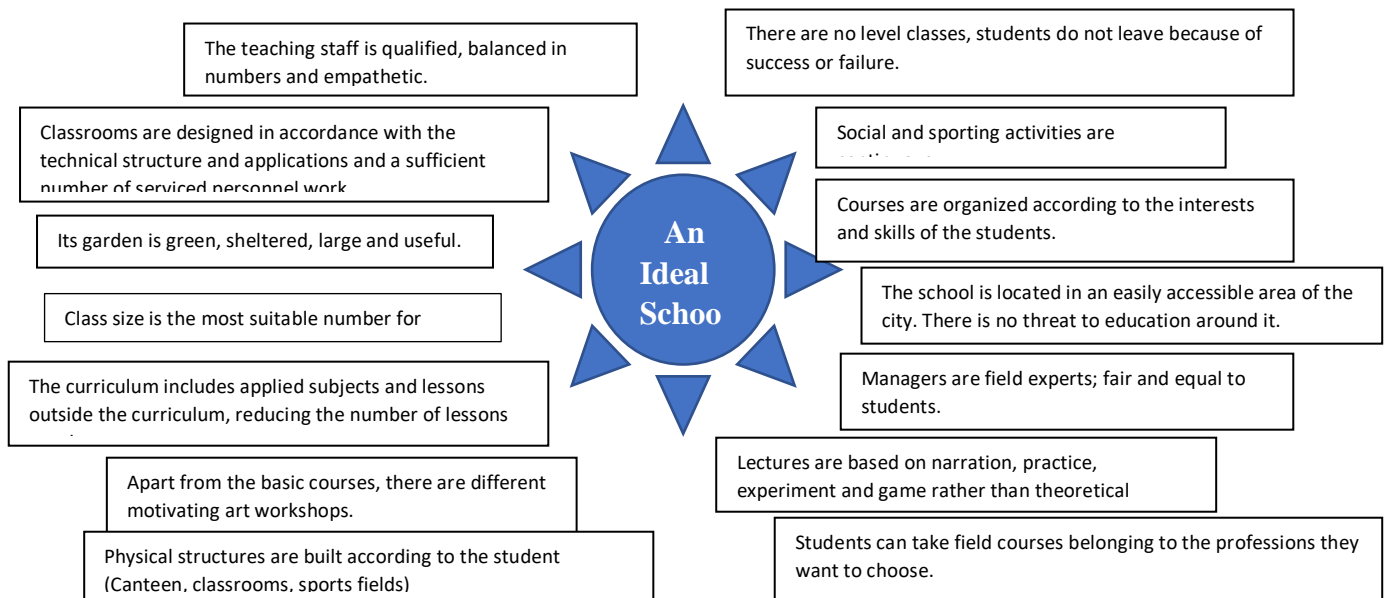 The teaching staff is qualified, balanced in
numbers and empathetic.
Classrooms are designed in accordance with the
technical structure and applications and a sufficient
number of serviced personnel work
Its garden is green, sheltered, large and useful.
Class size is the most suitable number for
The curriculum includes applied subjects and lessons
outside the curriculum, reducing the number of lessons
Apart from the basic courses, there are different
motivating art workshops.
Physical structures are built according to the student
(Canteen, classrooms, sports fields)
An
Ideal
Schoo
There are no level classes, students do not leave because of
success or failure.
Social and sporting activities are
Courses are organized according to the interests
and skills of the students.
The school is located in an easily accessible area of the
city. There is no threat to education around it.
Managers are field experts; fair and equal to
students.
Lectures are based on narration, practice,
experiment and game rather than theoretical
Students can take field courses belonging to the professions they
want to choose.